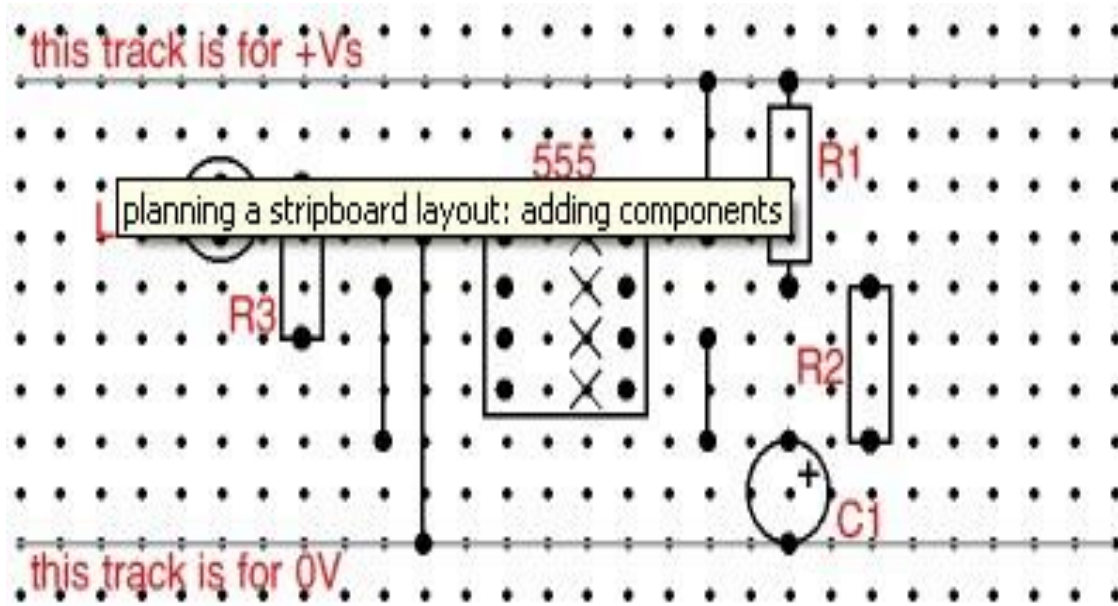 this track is for +Vs
555
R1
L
planning a stripboard layout: adding components
R3
R2
+
C1
this track is for 0V